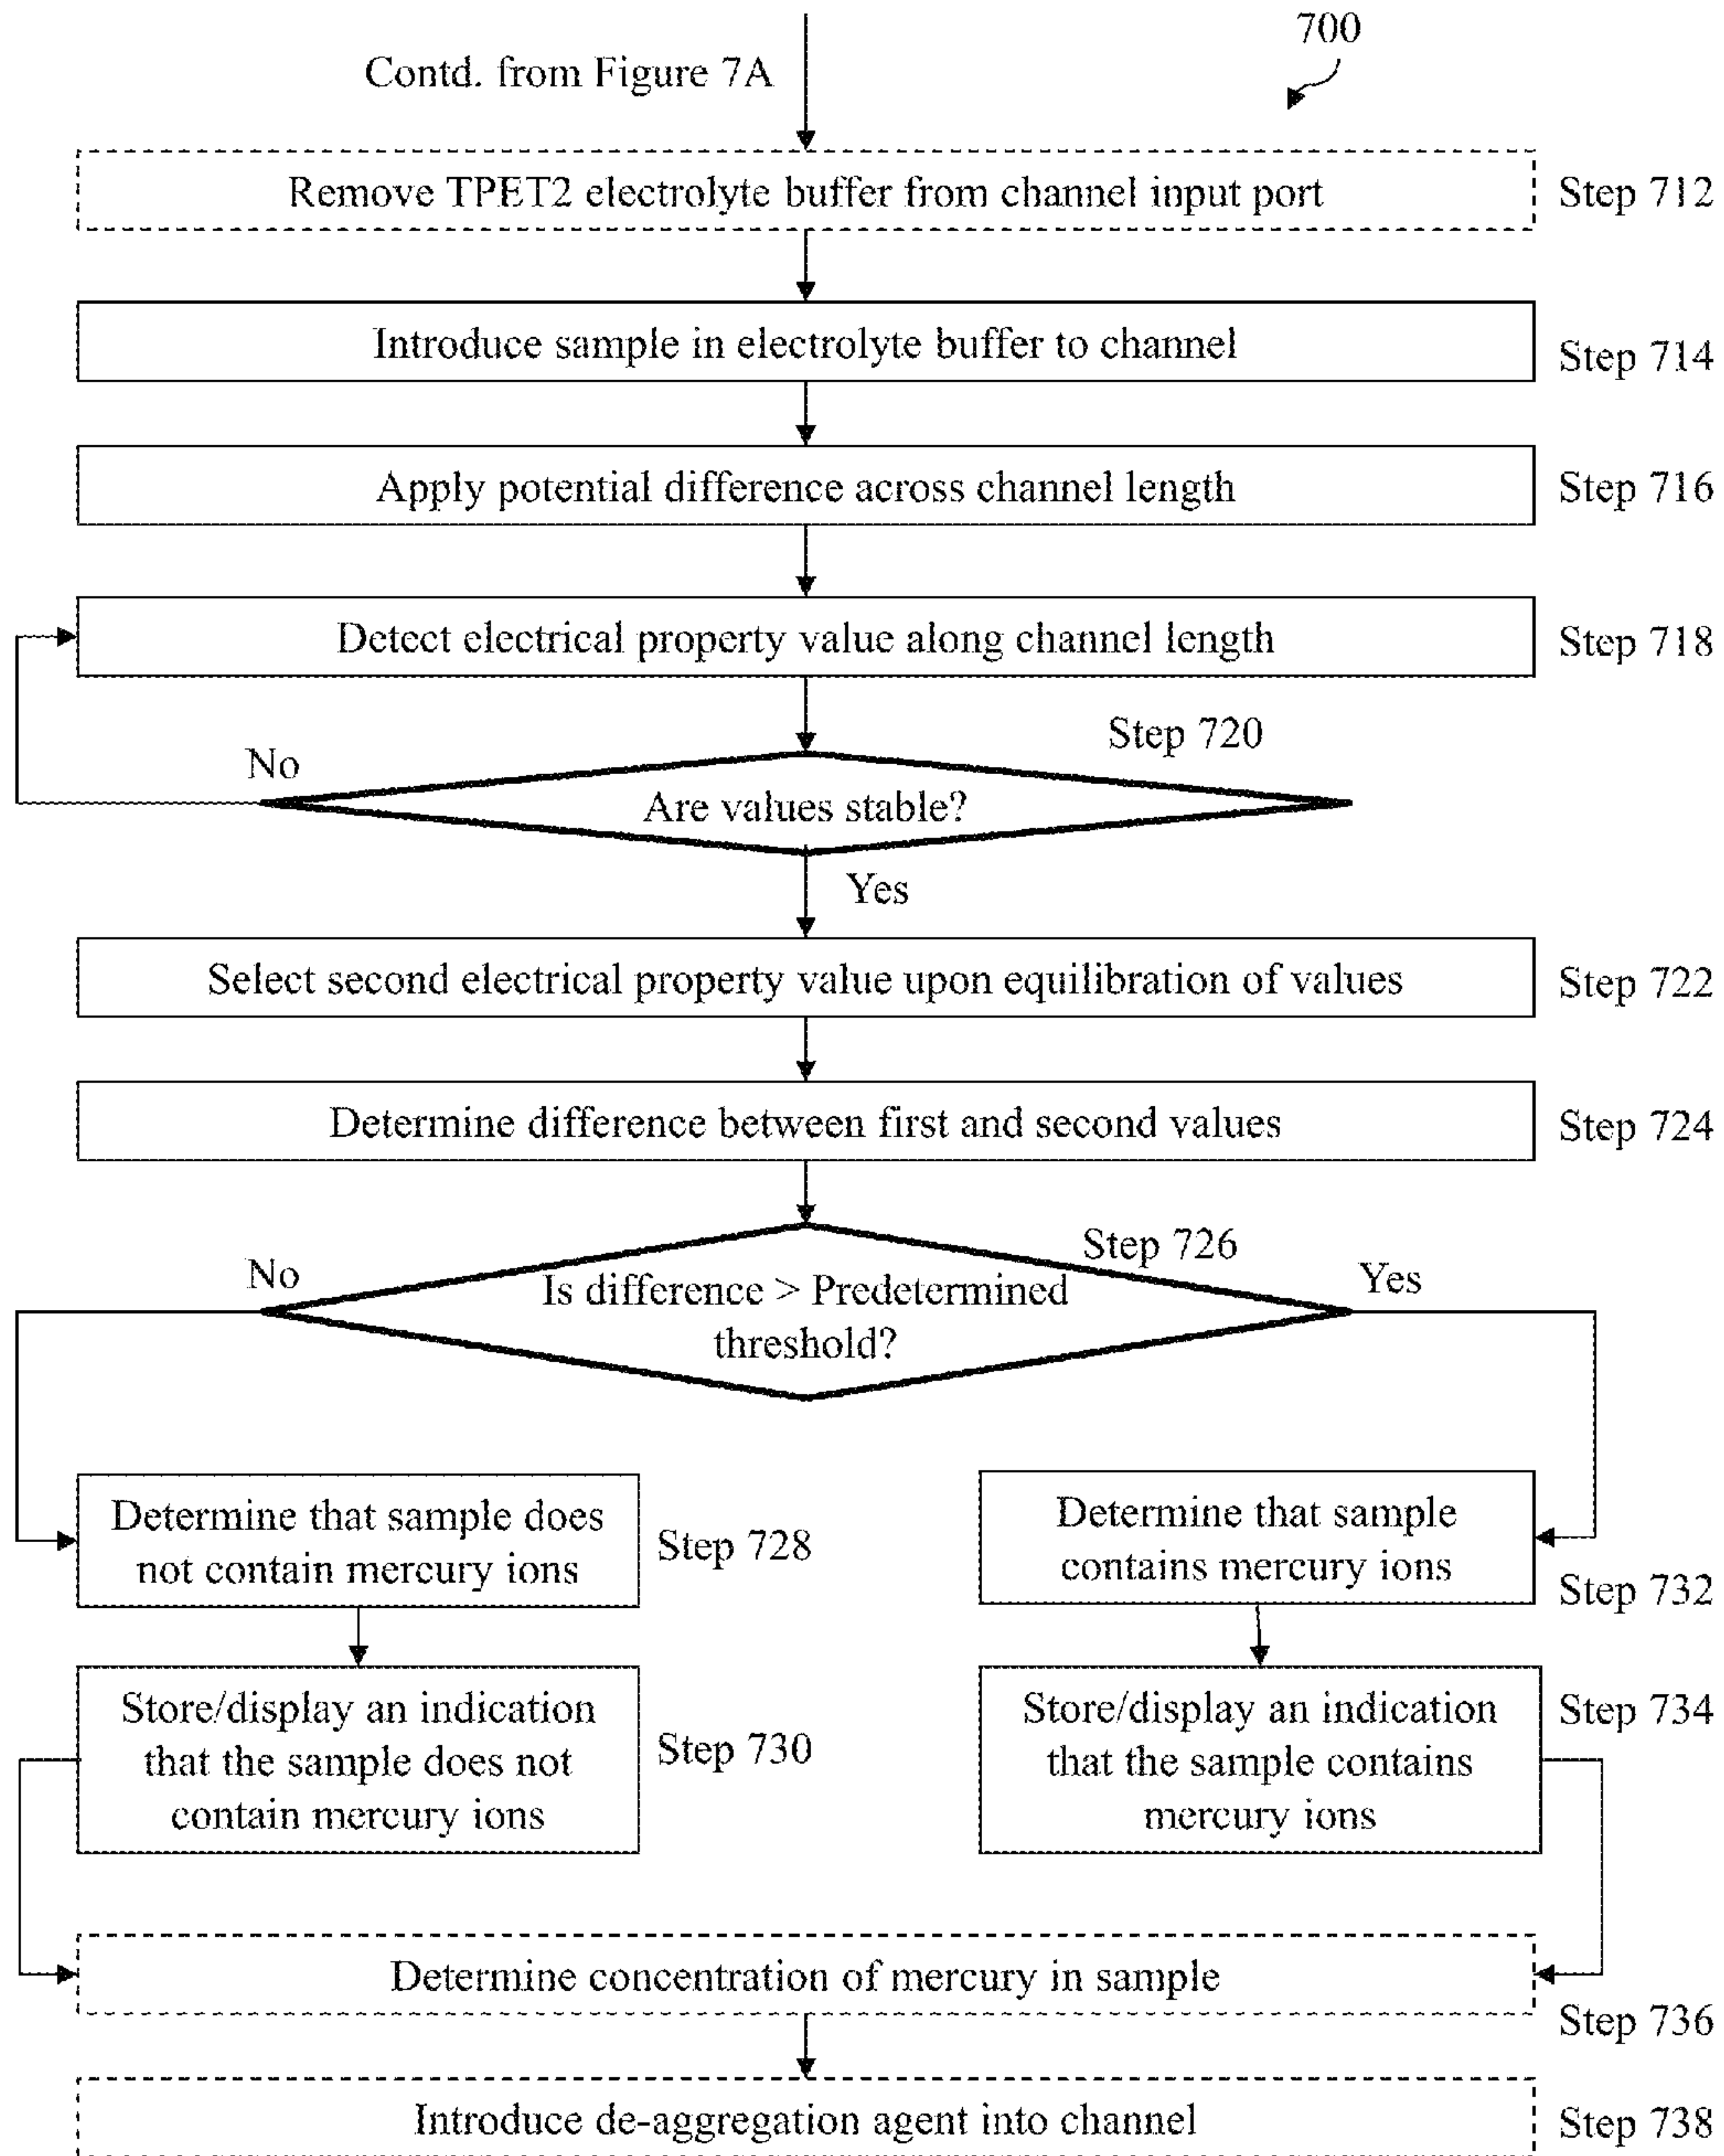 700
Contd. from Figure 7A
Remove TPET2 electrolyte buffer from channel input port
Step 712
Introduce sample in electrolyte buffer to channel
Step 714
Apply potential difference across channel length
Step 716
Detect electrical property value along channel length
Step 718
Step 720
No
Are values stable?
Yes
Select second electrical property value upon equilibration of values
Step 722
Determine difference between first and second values
Step 724
Step 726
No
Yes
Is difference > Predetermined
threshold?
Determine that sample does
not contain mercury ions
Step 728
Determine that sample
contains mercury ions
Step 732
Store/display an indication
that the sample does not
contain mercury ions
Step 730
Store/display an indication
that the sample contains
mercury ions
Step 734
Determine concentration of mercury in sample
Step 736
Introduce de-aggregation agent into channel
Step 738